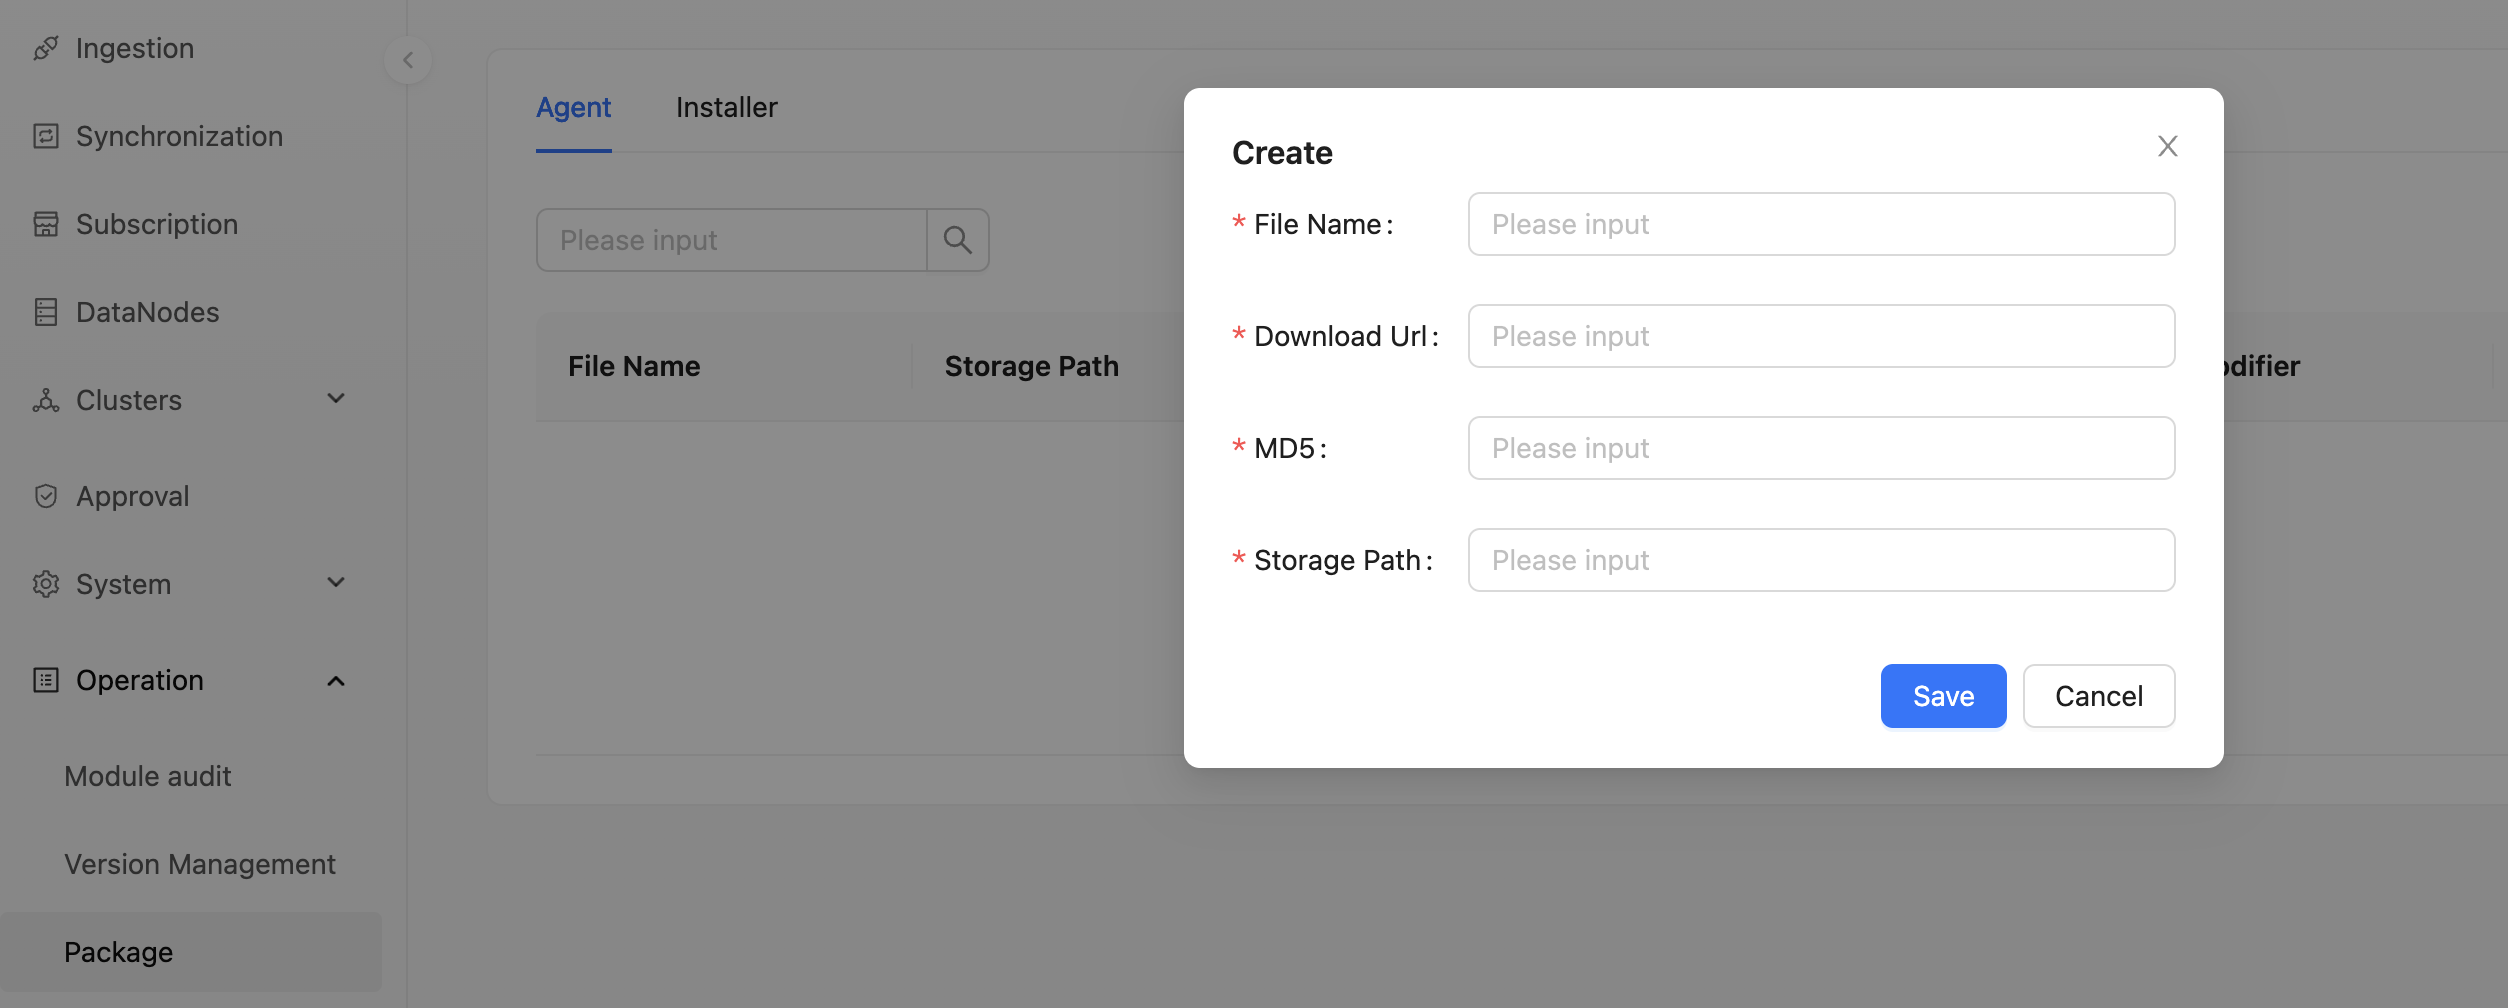 Ingestion
Synchronization
Subscription
DataNodes
Clusters
Approval
System
Operation
Module audit
Version Management
Package
Agent Installer
Please input
File Name Storage Path
Create
* File Name: Please input
* Download Url: Please input
* MD5: Please input
* Storage Path: Please input
Save Cancel
odifier